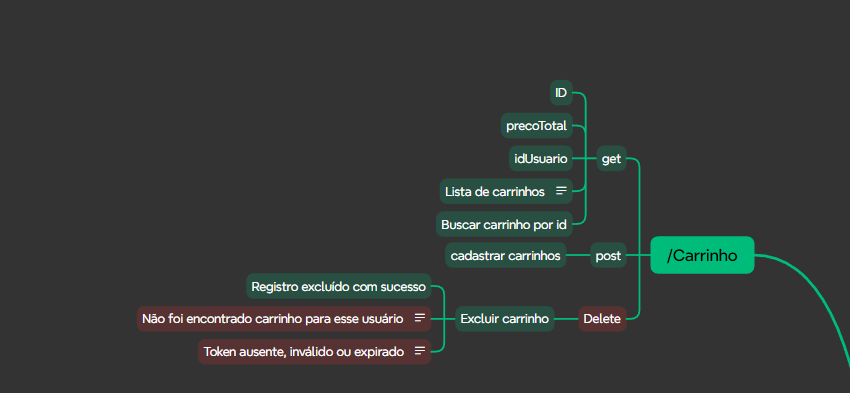 ID
precoTotal
idUsuario
get
Lista de carrinhos
Buscar carrinho por id
cadastrar carrinhos
post
/Carrinho
Registro excluído com sucesso
Não foi encontrado carrinho para esse usuário
Excluir carrinho
Delete
Token ausente, inválido ou expirado